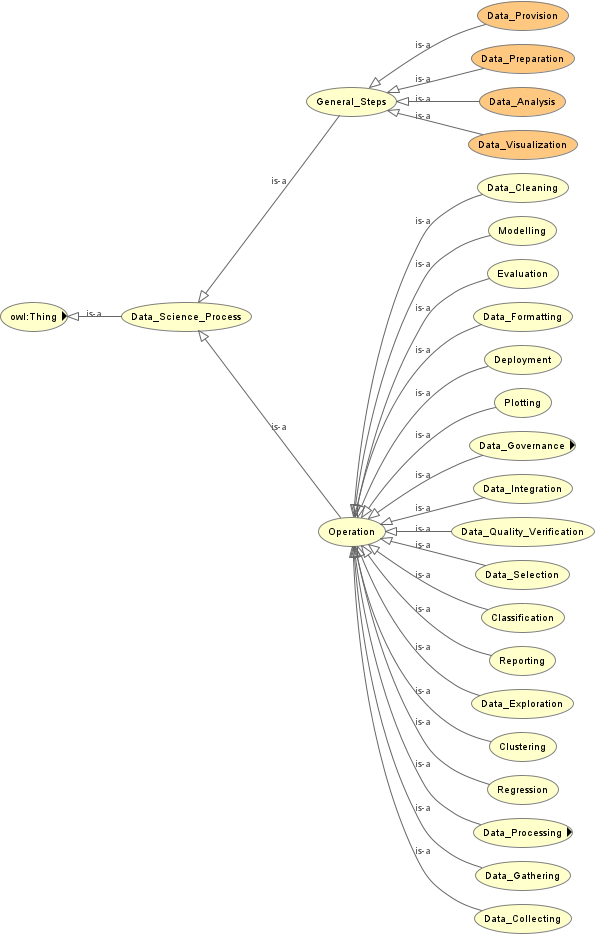 Data_Provision
is-a
Data_Preparation
is-a
General_Steps
is-a
Data_Analysis
is-a
Data_Visualization
is-a
Data_Cleaning
is-a
Modelling
is-a
Evaluation
is-a
owl:Thing
is-a
Data_Science_Process
is-a
Data_Formatting
is-a
Deployment
is-a
Plotting
is-a
is-a
Data_Governance
is-a
Data_Integration
is-a
Operation
is-a
Data_Quality_Verification
is-a
Data_Selection
is-a
Classification
is-a
Reporting
is-a
Data_Exploration
is-a
Clustering
is-a
Regression
is-a
Data_Processing
is-a
Data_Gathering
is-a
Data_Collecting